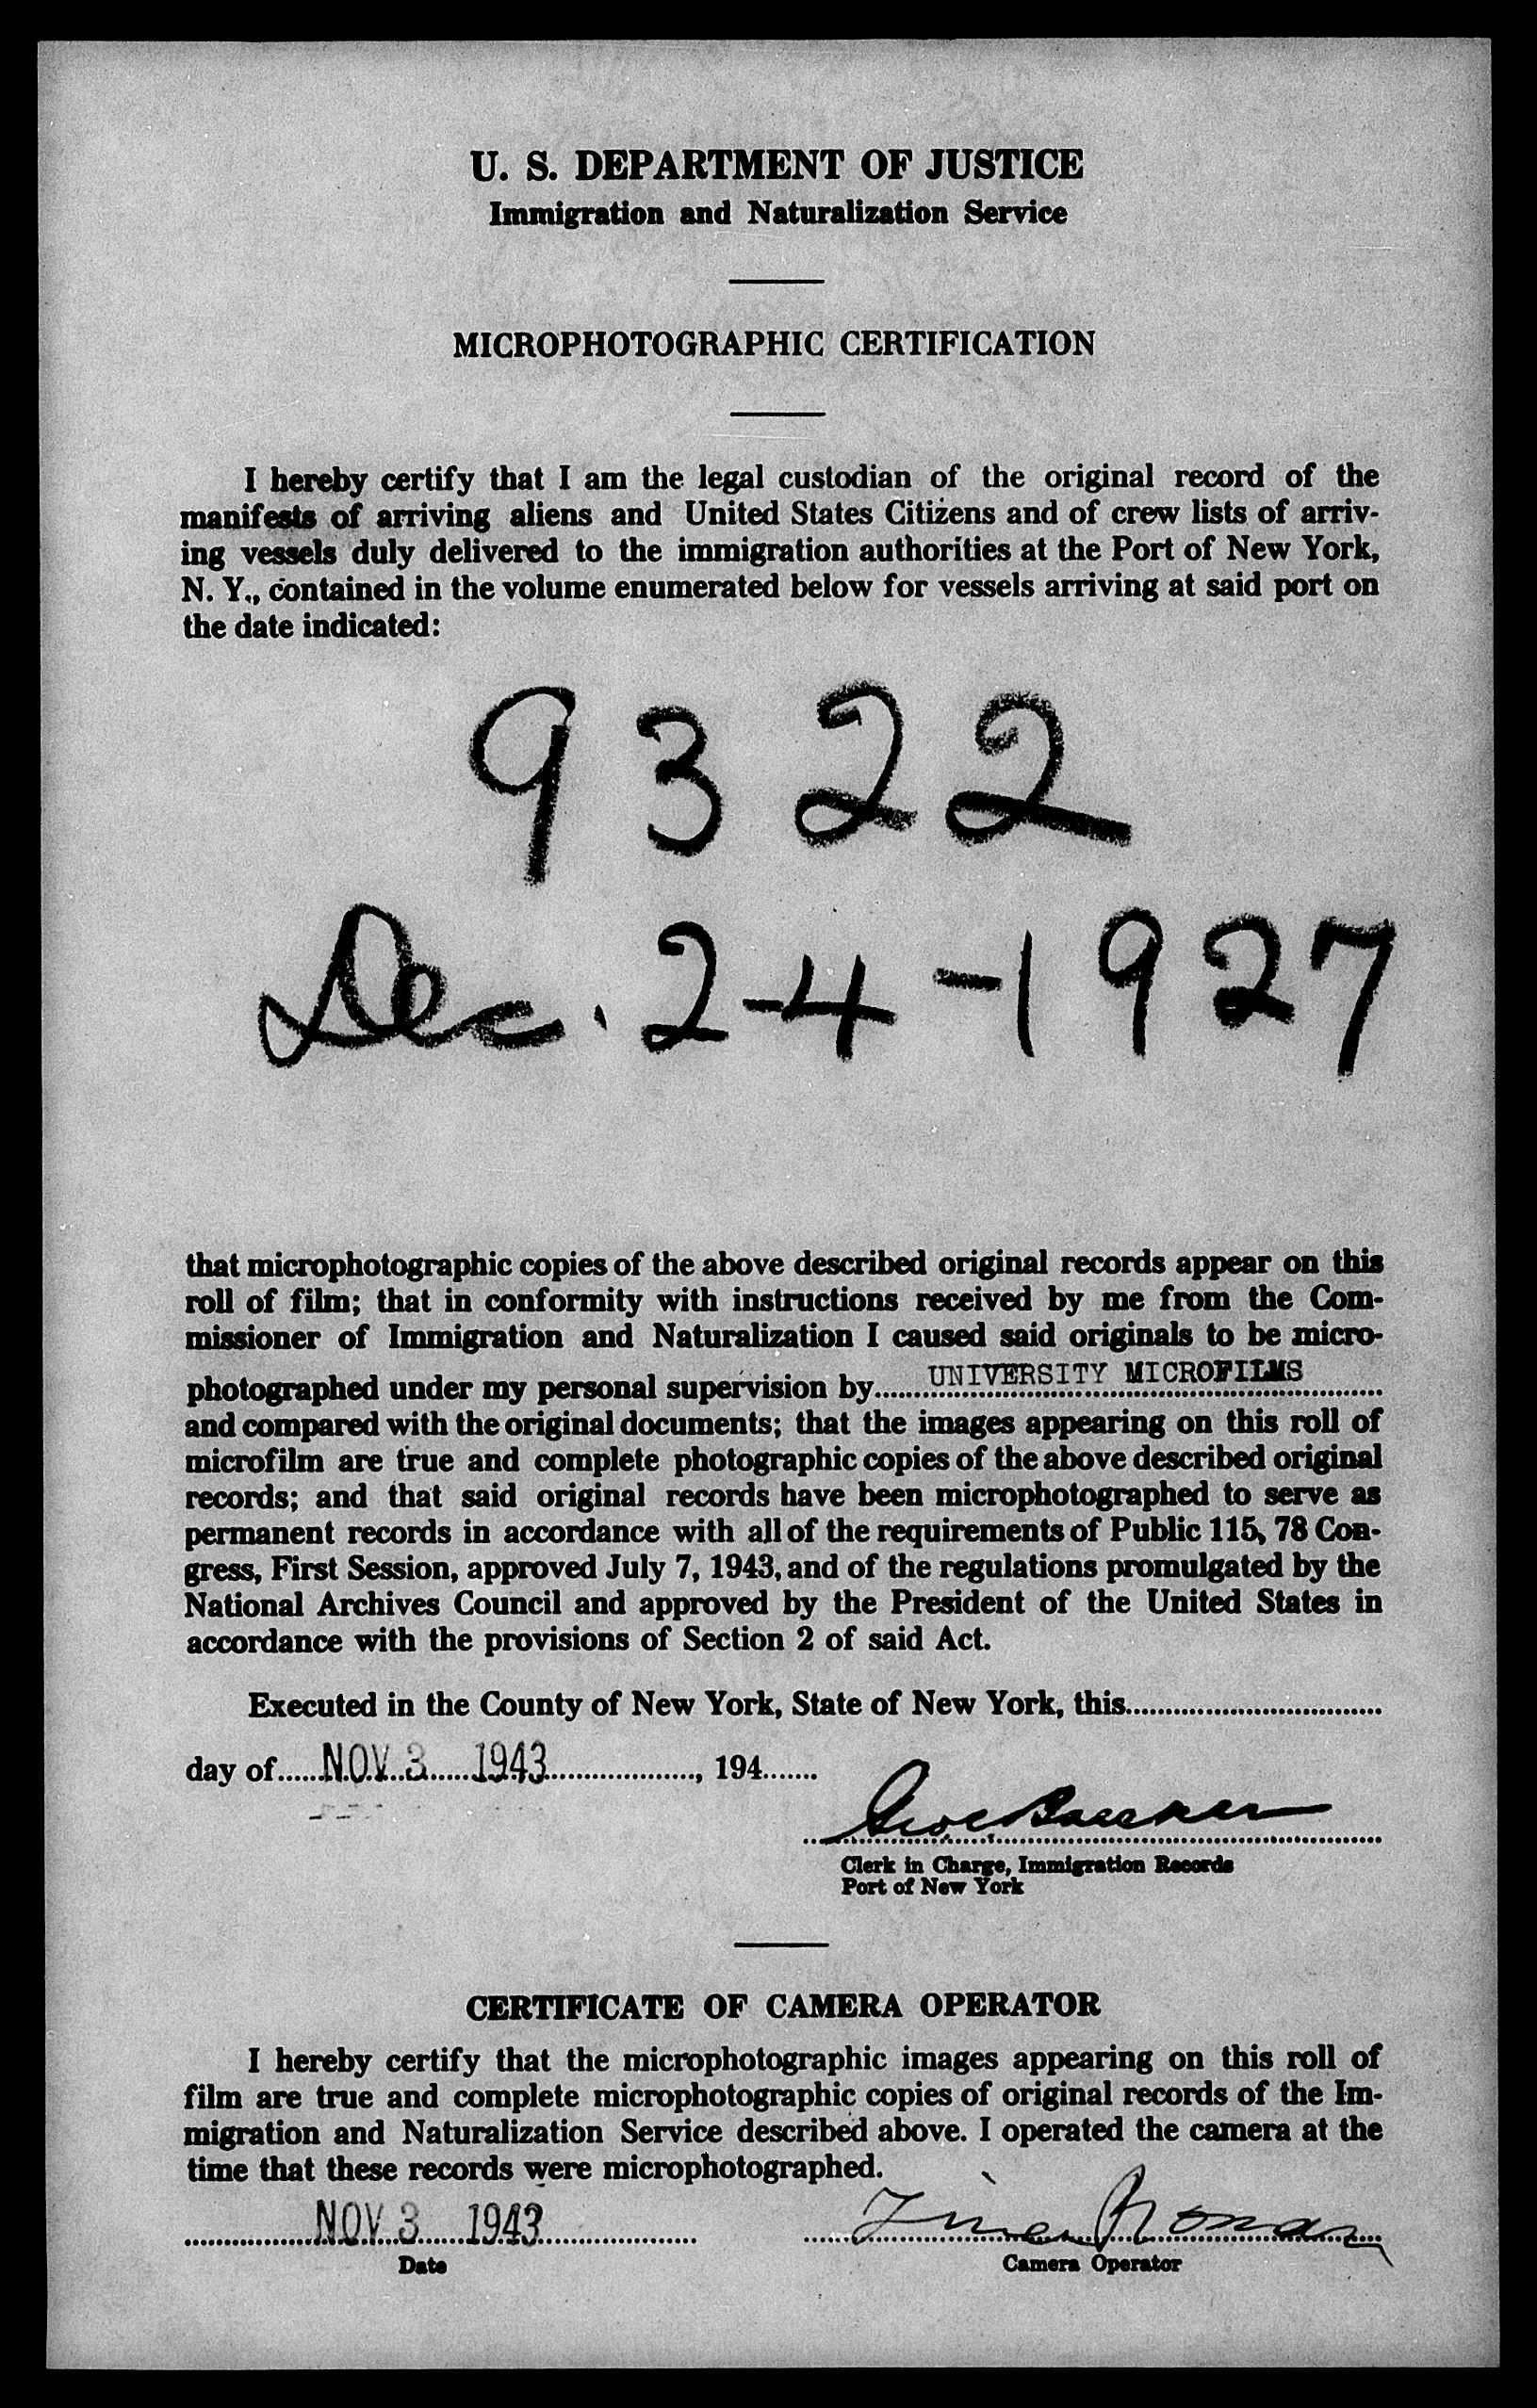 U. S. DEPARTMENT OF JUSTICE
Immigration and Naturalization Service
MICROPHOTOGRAPHIC CERTIFICATION
I hereby certify that I am the legal custodian of the original record of the
manifests of arriving aliens and United States Citizens and of crew lists of arriv-
ing vessels duly delivered to the immigration authorities at the Port of New York,
N. Y., contained in the volume enumerated below for vessels arriving at said port on
the date indicated:
9322
Dec. 2-4-1927
that microphotographic copies of the above described original records appear on this
roll of film; that in conformity with instructions received by me from the Com-
missioner of Immigration and Naturalization I caused said originals to be micro-
photographed under my personal supervision by UNIVERSITY MICROFILMS
and compared with the original documents; that the images appearing on this roll of
microfilm are true and complete photographic copies of the above described original
records; and that said original records have been microphotographed to serve as
permanent records in accordance with all of the requirements of Public 115, 78 Con-
gress, First Session, approved July 7, 1943, and of the regulations promulgated by the
National Archives Council and approved by the President of the United States in
accordance with the provisions of Section 2 of said Act.
Executed in the County of New York, State of New York, this
day of NOV 3 1943, 194
Clerk in Charge, Immigration Records
Port of New York
CERTIFICATE OF CAMERA OPERATOR
I hereby certify that the microphotographic images appearing on this roll of
film are true and complete microphotographic copies of original records of the Im-
migration and Naturalization Service described above. I operated the camera at the
time that these records were microphotographed.
NOV 3 1943
Date
Camera Operator